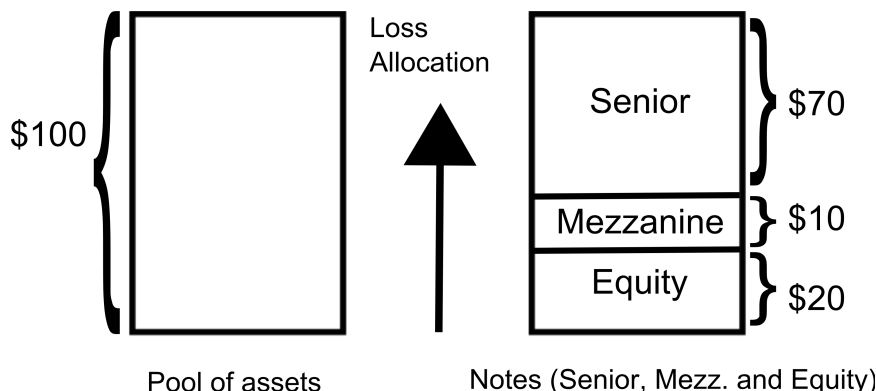 Loss
Allocation
$100
Senior
$70
Mezzanine
$10
Equity
$20
Pool of assets
Notes (Senior, Mezz. and Equity)